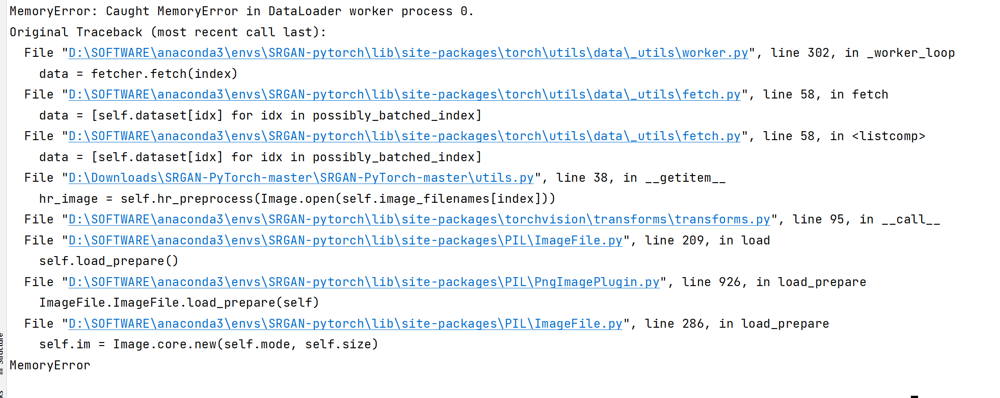 MemoryError: Caught MemoryError in DataLoader worker process 0.
Original Traceback (most recent call last):
  File "D:\SOFTWARE\anaconda3\envs\SRGAN-pytorch\lib\site-packages\torch\utils\data\_utils\worker.py", line 302, in _worker_loop
    data = fetcher.fetch(index)
  File "D:\SOFTWARE\anaconda3\envs\SRGAN-pytorch\lib\site-packages\torch\utils\data\_utils\fetch.py", line 58, in fetch
    data = [self.dataset[idx] for idx in possibly_batched_index]
  File "D:\SOFTWARE\anaconda3\envs\SRGAN-pytorch\lib\site-packages\torch\utils\data\_utils\fetch.py", line 58, in <listcomp>
    data = [self.dataset[idx] for idx in possibly_batched_index]
  File "D:\Downloads\SRGAN-PyTorch-master\SRGAN-PyTorch-master\utils.py", line 38, in __getitem__
    hr_image = self.hr_preprocess(Image.open(self.image_filenames[index]))
  File "D:\SOFTWARE\anaconda3\envs\SRGAN-pytorch\lib\site-packages\torchvision\transforms\transforms.py", line 95, in __call__
  File "D:\SOFTWARE\anaconda3\envs\SRGAN-pytorch\lib\site-packages\PIL\ImageFile.py", line 209, in load
    self.load_prepare()
  File "D:\SOFTWARE\anaconda3\envs\SRGAN-pytorch\lib\site-packages\PIL\PngImagePlugin.py", line 926, in load_prepare
    ImageFile.ImageFile.load_prepare(self)
  File "D:\SOFTWARE\anaconda3\envs\SRGAN-pytorch\lib\site-packages\PIL\ImageFile.py", line 286, in load_prepare
    self.im = Image.core.new(self.mode, self.size)
MemoryError
Structure